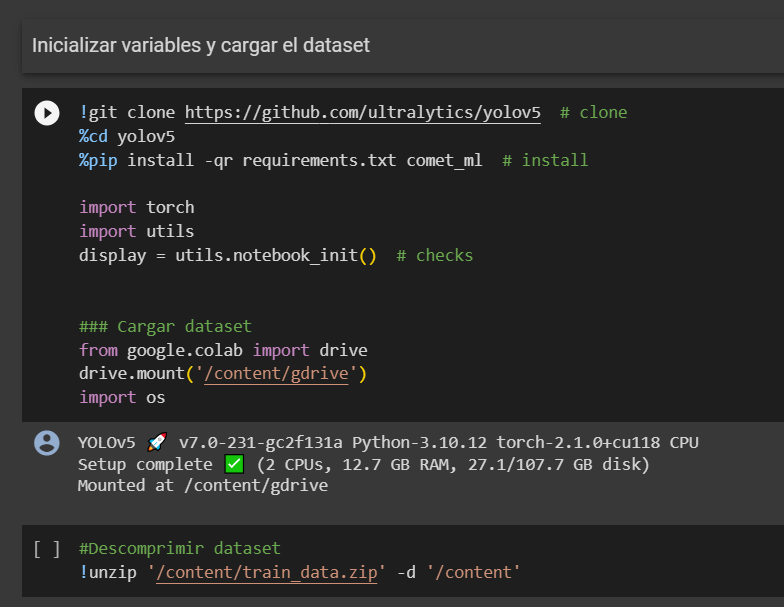 Inicializar variables y cargar el dataset
!git clone https://github.com/ultralytics/yolov5  # clone
%cd yolov5
%pip install -qr requirements.txt comet_ml  # install
import torch
import utils
display = utils.notebook_init()  # checks
### Cargar dataset
from google.colab import drive
drive.mount('/content/gdrive')
import os
YOLOv5 🚀 v7.0-231-gc2f131a Python-3.10.12 torch-2.1.0+cu118 CPU
Setup complete ✅ (2 CPUs, 12.7 GB RAM, 27.1/107.7 GB disk)
Mounted at /content/gdrive
[ ] #Descomprimir dataset
!unzip '/content/train_data.zip' -d '/content'